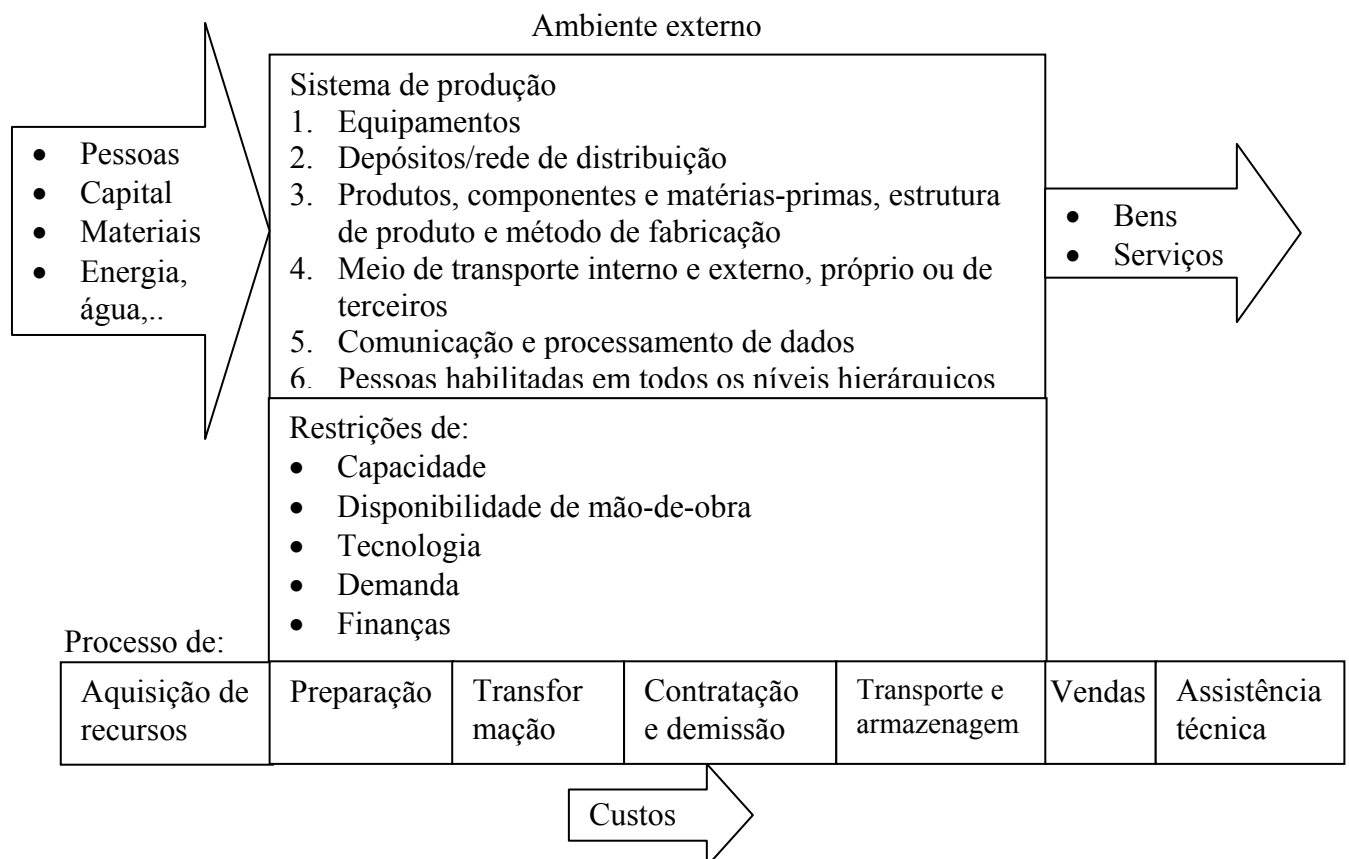 Ambiente externo
• Pessoas
• Capital
• Materiais
• Energia,
água,..
Sistema de produção
1. Equipamentos
2. Depósitos/rede de distribuição
3. Produtos, componentes e matérias-primas, estrutura
de produto e método de fabricação
4. Meio de transporte interno e externo, próprio ou de
terceiros
5. Comunicação e processamento de dados
6. Pessoas habilitadas em todos os níveis hierárquicos
• Bens
• Serviços
Restrições de:
• Capacidade
• Disponibilidade de mão-de-obra
• Tecnologia
• Demanda
• Finanças
Processo de:
Aquisição de
recursos
Preparação
Transfor
mação
Contratação
e demissão
Transporte e
armazenagem
Vendas
Assistência
técnica
Custos